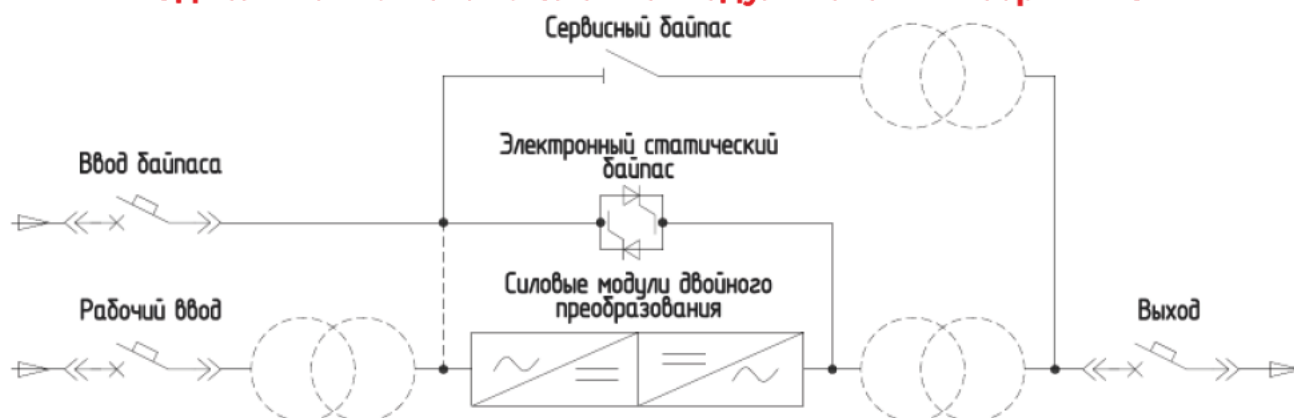 Сервисный байпас
Электронный статический
байпас
Ввод байпаса
Силовые модули двойного
преобразования
Рабочий ввод
Выход